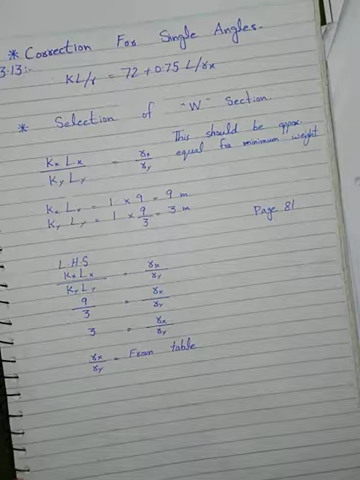 * Correction For Single Angles.
3.13:-
KL/r = 72 + 0.75 L/rx
* Selection of "W" Section.
Kx Lx / Ky Ly = rx / ry This should be appox. equal for minimum weight
Kx Lx = 1 × 9 = 9 m
Ky Ly = 1 × 9/3 = 3 m
Page 81
L.H.S
Kx Lx / Ky Ly = rx / ry
9 / 3 = rx / ry
3 = rx / ry
rx / ry = From table